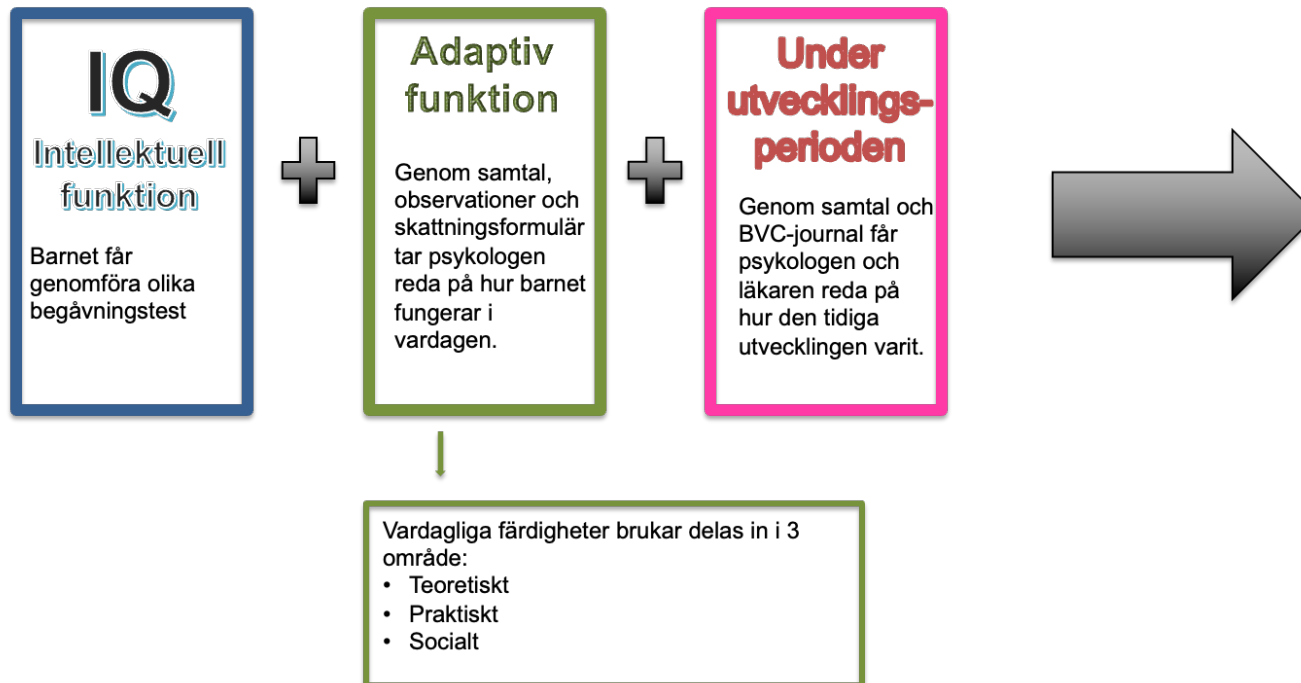 IQ
Intellektuell
funktion
Barnet får
genomföra olika
begåvningstest
Adaptiv
funktion
Genom samtal,
observationer och
skattningsformulär
tar psykologen
reda på hur barnet
fungerar i
vardagen.
Under
utvecklings-
perioden
Genom samtal och
BVC-journal får
psykologen och
läkaren reda på
hur den tidiga
utvecklingen varit.
Vardagliga färdigheter brukar delas in i 3
område:
• Teoretiskt
• Praktiskt
• Socialt